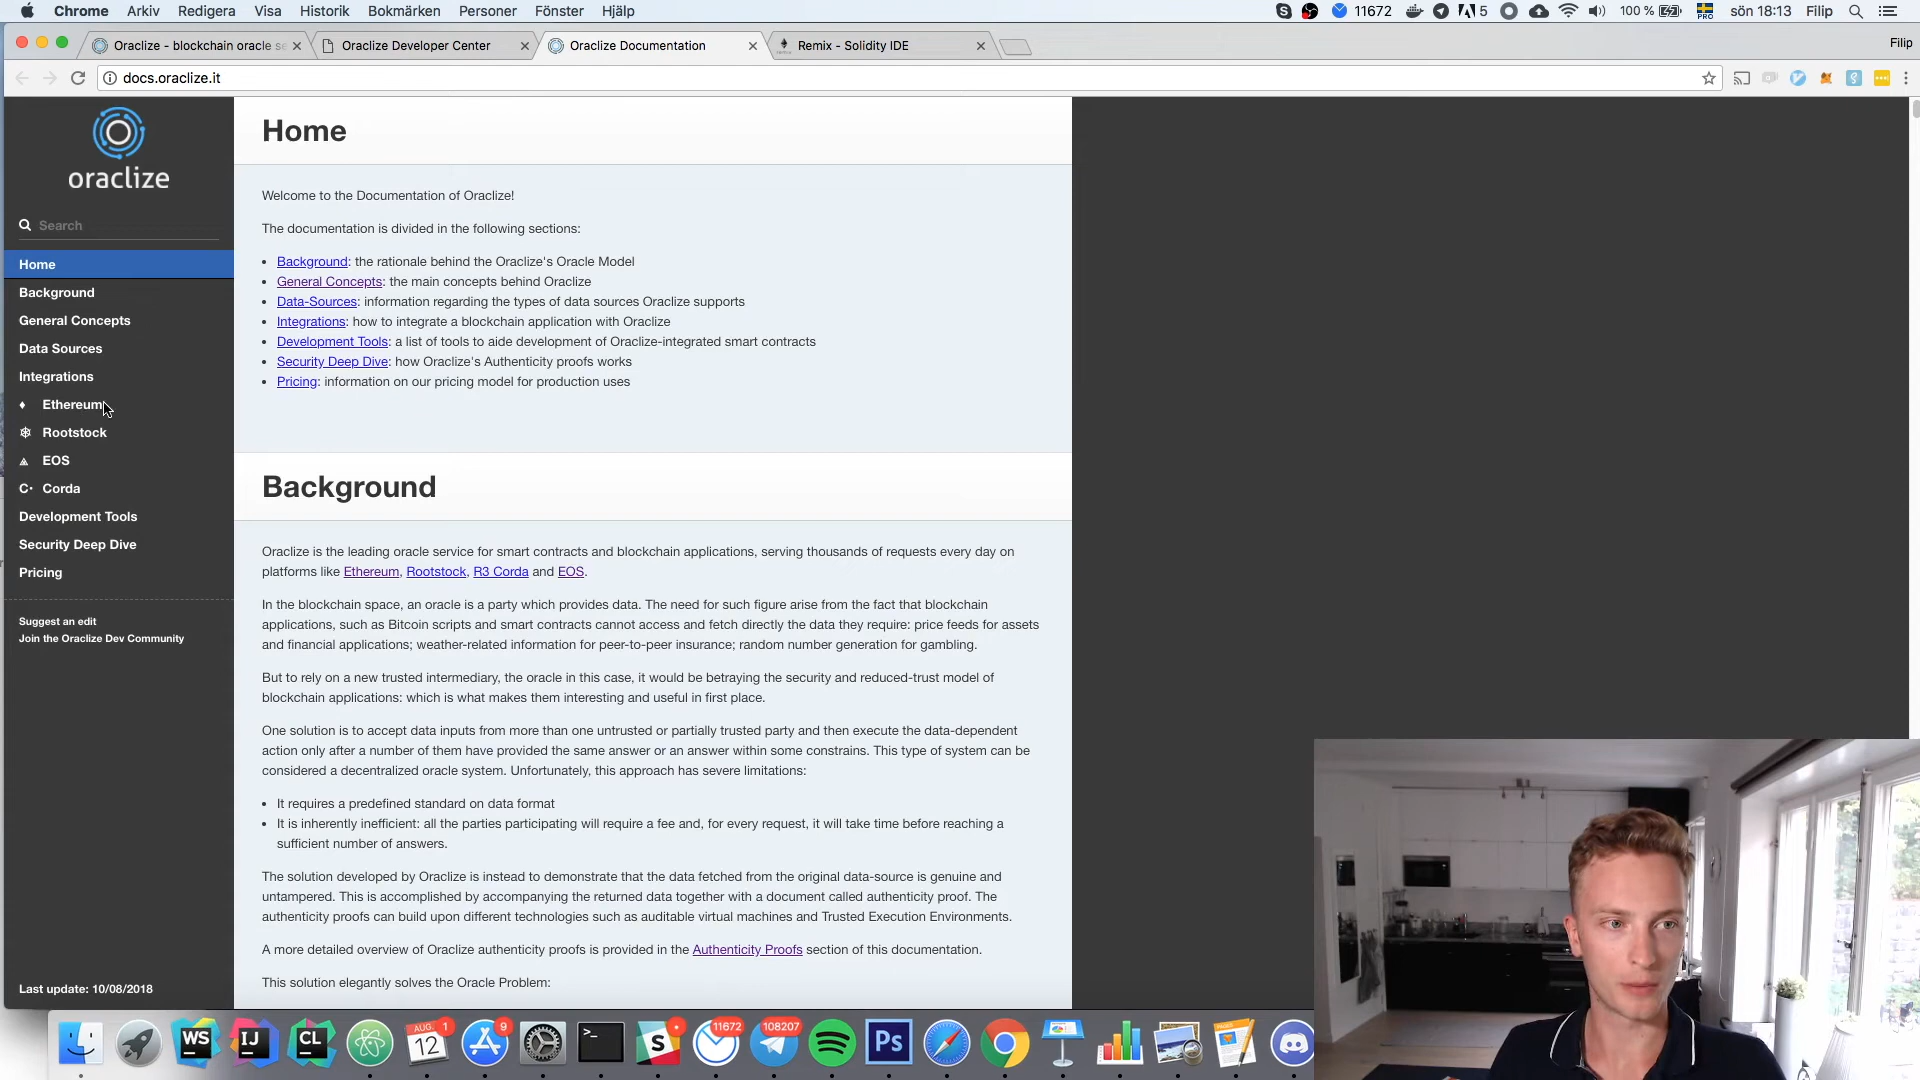 Chrome Arkiv Redigera Visa Historik Bokmärken Personer Fönster Hjälp 11672 5 100 % PRO sön 18:13 Filip
Oraclize - blockchain oracle se Oraclize Developer Center Oraclize Documentation Remix - Solidity IDE Filip
docs.oraclize.it
oraclize
Search
Home
Background
General Concepts
Data Sources
Integrations
Ethereum
Rootstock
EOS
C· Corda
Development Tools
Security Deep Dive
Pricing
Suggest an edit
Join the Oraclize Dev Community
Last update: 10/08/2018
Home
Welcome to the Documentation of Oraclize!
The documentation is divided in the following sections:
• Background: the rationale behind the Oraclize's Oracle Model
• General Concepts: the main concepts behind Oraclize
• Data-Sources: information regarding the types of data sources Oraclize supports
• Integrations: how to integrate a blockchain application with Oraclize
• Development Tools: a list of tools to aide development of Oraclize-integrated smart contracts
• Security Deep Dive: how Oraclize's Authenticity proofs works
• Pricing: information on our pricing model for production uses
Background
Oraclize is the leading oracle service for smart contracts and blockchain applications, serving thousands of requests every day on
platforms like Ethereum, Rootstock, R3 Corda and EOS.
In the blockchain space, an oracle is a party which provides data. The need for such figure arise from the fact that blockchain
applications, such as Bitcoin scripts and smart contracts cannot access and fetch directly the data they require: price feeds for assets
and financial applications; weather-related information for peer-to-peer insurance; random number generation for gambling.
But to rely on a new trusted intermediary, the oracle in this case, it would be betraying the security and reduced-trust model of
blockchain applications: which is what makes them interesting and useful in first place.
One solution is to accept data inputs from more than one untrusted or partially trusted party and then execute the data-dependent
action only after a number of them have provided the same answer or an answer within some constrains. This type of system can be
considered a decentralized oracle system. Unfortunately, this approach has severe limitations:
• It requires a predefined standard on data format
• It is inherently inefficient: all the parties participating will require a fee and, for every request, it will take time before reaching a
sufficient number of answers.
The solution developed by Oraclize is instead to demonstrate that the data fetched from the original data-source is genuine and
untampered. This is accomplished by accompanying the returned data together with a document called authenticity proof. The
authenticity proofs can build upon different technologies such as auditable virtual machines and Trusted Execution Environments.
A more detailed overview of Oraclize authenticity proofs is provided in the Authenticity Proofs section of this documentation.
This solution elegantly solves the Oracle Problem:
WS IJ CL AUG. 12 1 9 >_ S 11672 108207 Ps